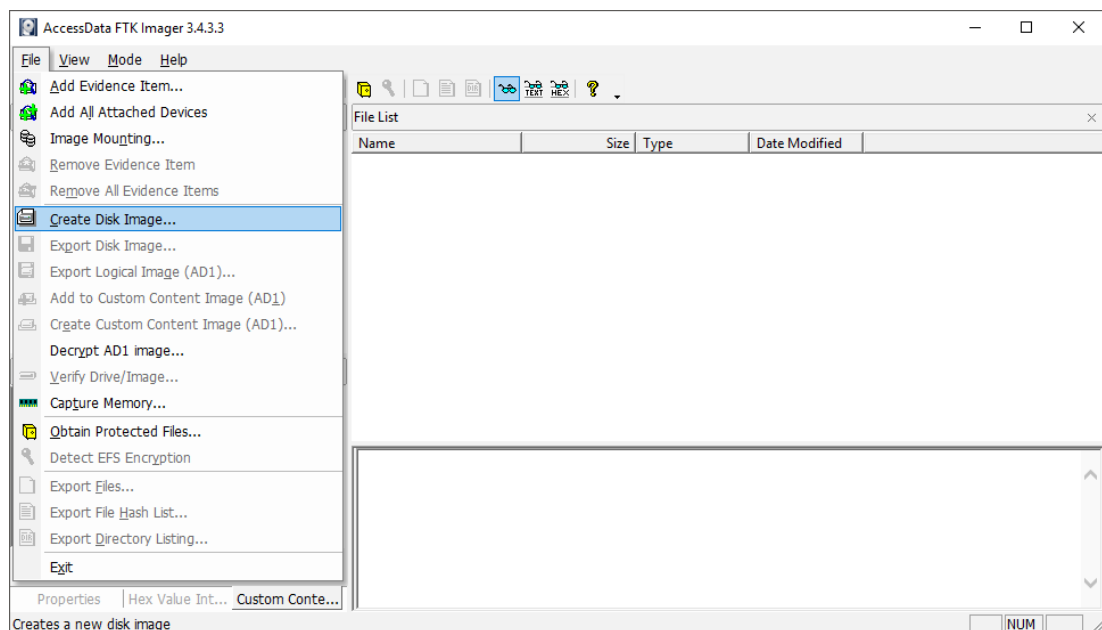 AccessData FTK Imager 3.4.3.3
File View Mode Help
Add Evidence Item...
Add All Attached Devices
Image Mounting...
Remove Evidence Item
Remove All Evidence Items
Create Disk Image...
Export Disk Image...
Export Logical Image (AD1)...
Add to Custom Content Image (AD1)
Create Custom Content Image (AD1)...
Decrypt AD1 image...
Verify Drive/Image...
Capture Memory...
Obtain Protected Files...
Detect EFS Encryption
Export Files...
Export File Hash List...
Export Directory Listing...
Exit
TEXT HEX
File List
Name Size Type Date Modified
Properties Hex Value Int... Custom Conte...
Creates a new disk image NUM